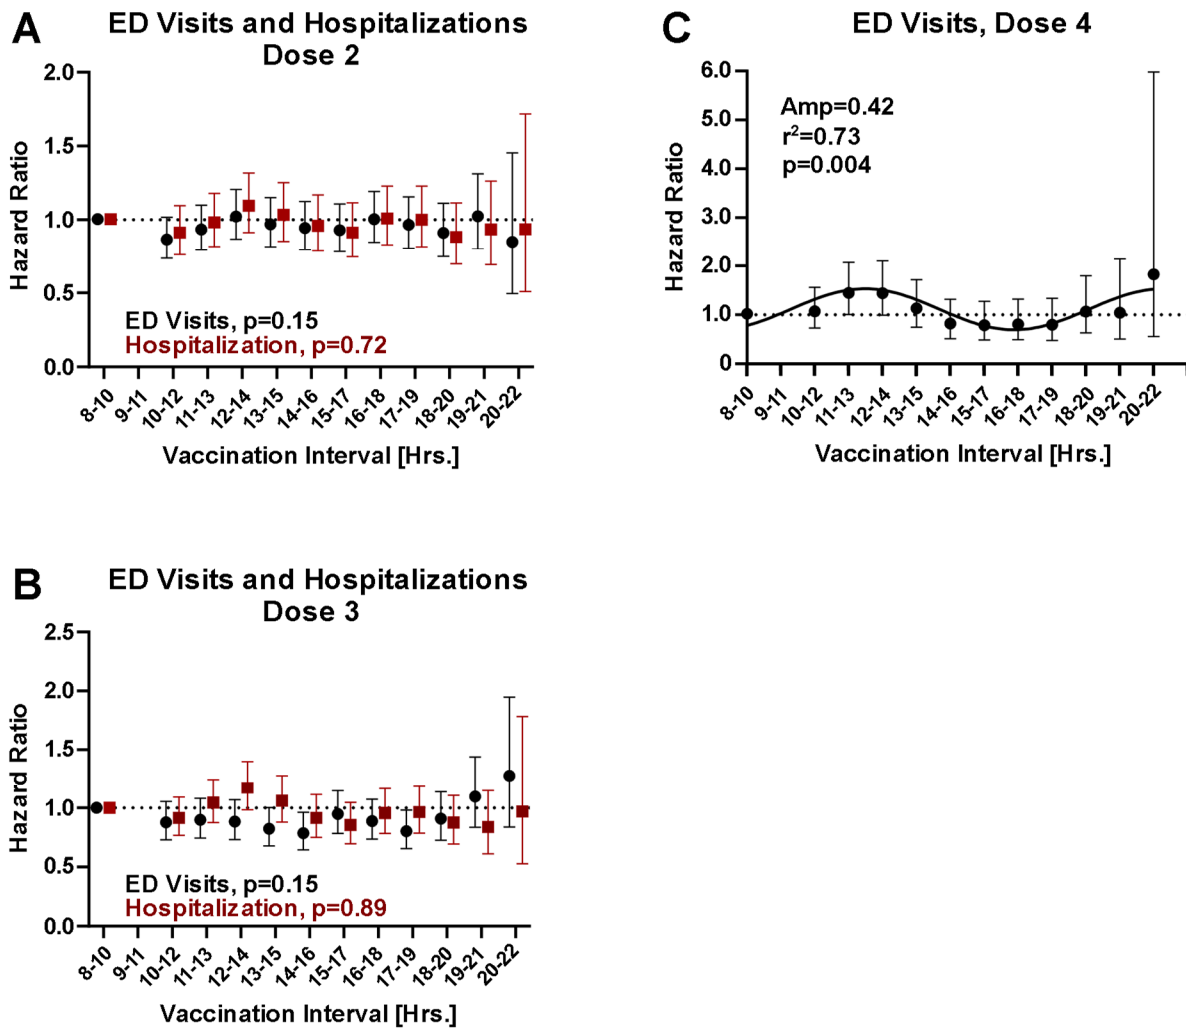 A
ED Visits and Hospitalizations
Dose 2
2.0
1.5
1.0
0.5
0.0
Hazard Ratio
ED Visits, p=0.15
Hospitalization, p=0.72
8-10
9-11
10-12
11-13
12-14
13-15
14-16
15-17
16-18
17-19
18-20
19-21
20-22
Vaccination Interval [Hrs.]
C
ED Visits, Dose 4
6.0
5.0
4.0
3.0
2.0
1.0
0
Hazard Ratio
Amp=0.42
r²=0.73
p=0.004
8-10
9-11
10-12
11-13
12-14
13-15
14-16
15-17
16-18
17-19
18-20
19-21
20-22
Vaccination Interval [Hrs.]
B
ED Visits and Hospitalizations
Dose 3
2.5
2.0
1.5
1.0
0.5
0.0
Hazard Ratio
ED Visits, p=0.15
Hospitalization, p=0.89
8-10
9-11
10-12
11-13
12-14
13-15
14-16
15-17
16-18
17-19
18-20
19-21
20-22
Vaccination Interval [Hrs.]